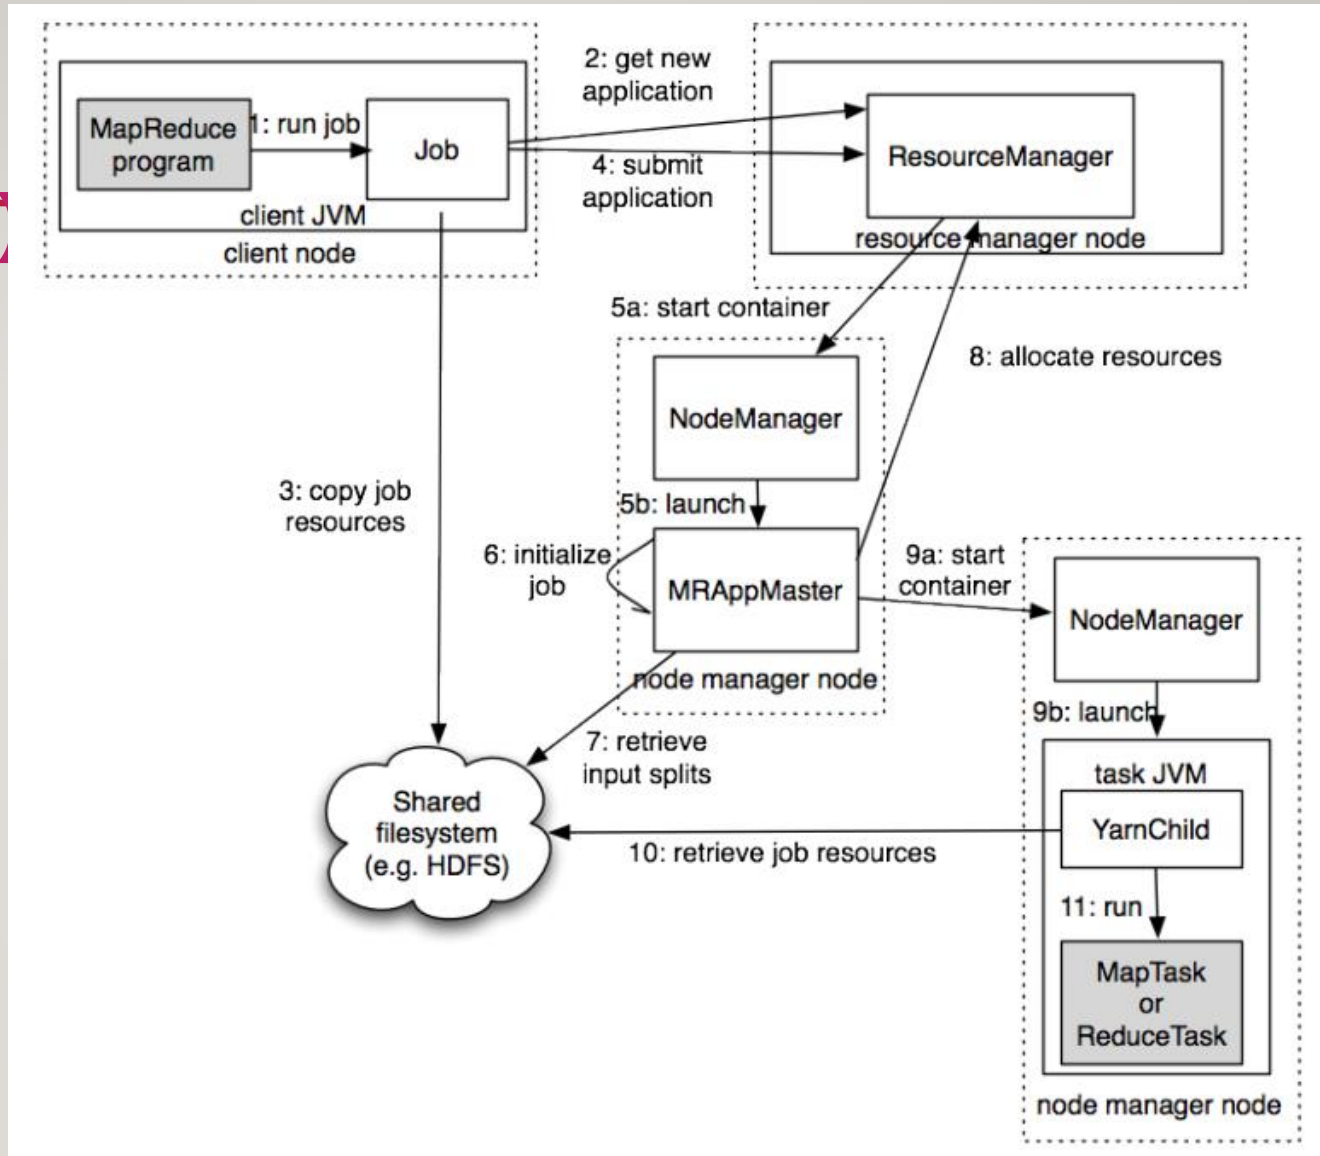 MapReduce
program
1: run job
Job
client JVM
client node
2: get new
application
4: submit
application
ResourceManager
resource manager node
5a: start container
8: allocate resources
NodeManager
5b: launch
3: copy job
resources
6: initialize
job
MRAppMaster
node manager node
9a: start
container
NodeManager
9b: launch
7: retrieve
input splits
task JVM
Shared
filesystem
(e.g. HDFS)
YarnChild
10: retrieve job resources
11: run
MapTask
or
ReduceTask
node manager node